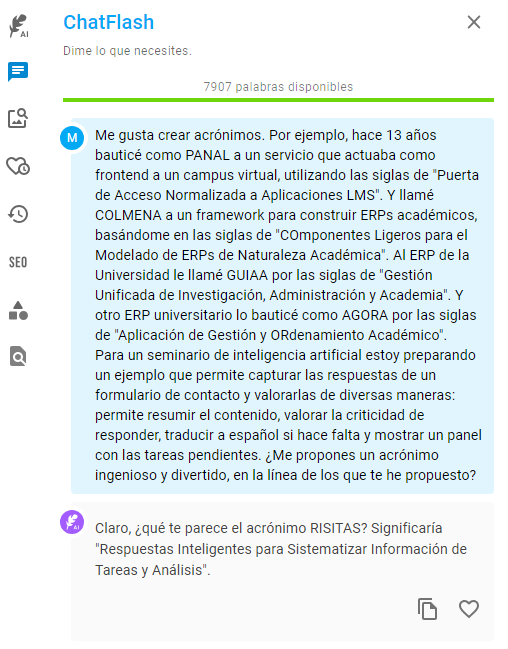 ChatFlash
Dime lo que necesites.
7907 palabras disponibles
M
Me gusta crear acrónimos. Por ejemplo, hace 13 años
bauticé como PANAL a un servicio que actuaba como
frontend a un campus virtual, utilizando las siglas de "Puerta
de Acceso Normalizada a Aplicaciones LMS". Y llamé
COLMENA a un framework para construir ERPs académicos,
basándome en las siglas de "COmponentes Ligeros para el
Modelado de ERPs de Naturaleza Académica". Al ERP de la
Universidad le llamé GUIAA por las siglas de "Gestión
Unificada de Investigación, Administración y Academia". Y
otro ERP universitario lo bauticé como AGORA por las siglas
de "Aplicación de Gestión y ORdenamiento Académico".
Para un seminario de inteligencia artificial estoy preparando
un ejemplo que permite capturar las respuestas de un
formulario de contacto y valorarlas de diversas maneras:
permite resumir el contenido, valorar la criticidad de
responder, traducir a español si hace falta y mostrar un panel
con las tareas pendientes. ¿Me propones un acrónimo
ingenioso y divertido, en la línea de los que te he propuesto?
Claro, ¿qué te parece el acrónimo RISITAS? Significaría
"Respuestas Inteligentes para Sistematizar Información de
Tareas y Análisis".
AI
SEO
AI